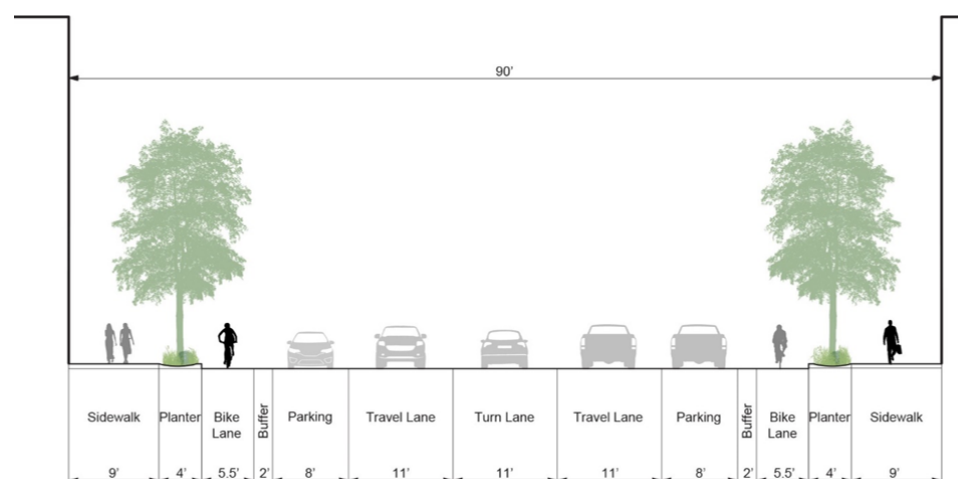 90'
Sidewalk
Planter
Bike
Lane
Buffer
Parking
Travel Lane
Turn Lane
Travel Lane
Parking
Buffer
Bike
Lane
Planter
Sidewalk
9'
4'
5.5'
2'
8'
11'
11'
11'
8'
2'
5.5'
4'
9'